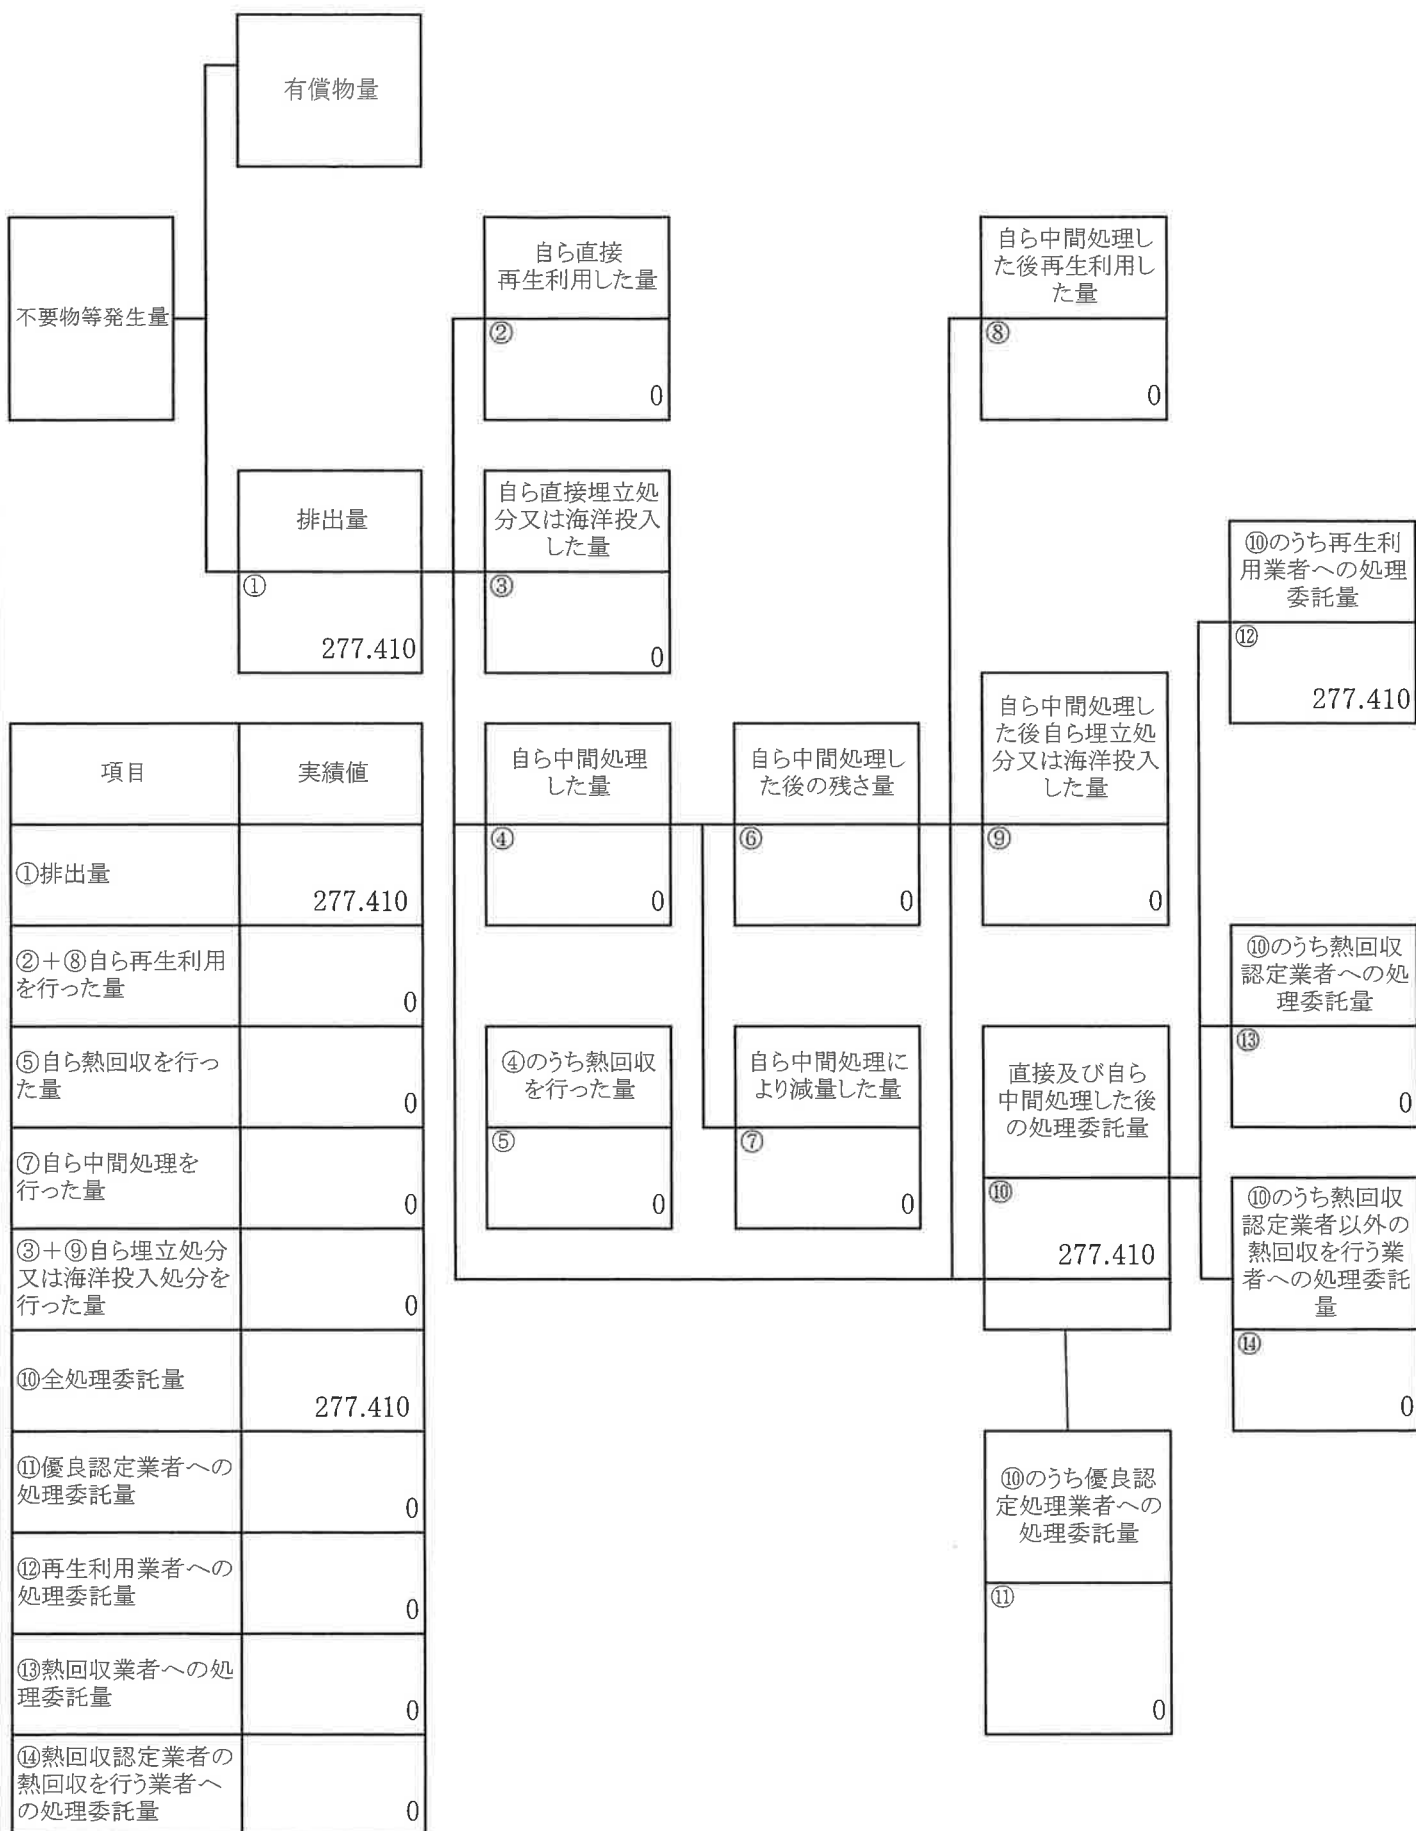 有償物量
不要物等発生量
自ら直接
再生利用した量
②
0
自ら中間処理し
た後再生利用し
た量
⑧
0
排出量
①
277.410
自ら直接埋立処
分又は海洋投入
した量
③
0
⑩のうち再生利
用業者への処理
委託量
⑫
277.410
自ら中間処理
した量
④
0
自ら中間処理し
た後の残さ量
⑥
0
自ら中間処理し
た後自ら埋立処
分又は海洋投入
した量
⑨
0
⑩のうち熱回収
認定業者への処
理委託量
⑬
0
④のうち熱回収
を行った量
⑤
0
自ら中間処理に
より減量した量
⑦
0
直接及び自ら
中間処理した後
の処理委託量
⑩
277.410
⑩のうち熱回収
認定業者以外の
熱回収を行う業
者への処理委託
量
⑭
0
⑩のうち優良認
定処理業者への
処理委託量
⑪
0
項目
実績値
①排出量
277.410
②+⑧自ら再生利用
を行った量
0
⑤自ら熱回収を行っ
た量
0
⑦自ら中間処理を
行った量
0
③+⑨自ら埋立処分
又は海洋投入処分を
行った量
0
⑩全処理委託量
277.410
⑪優良認定業者への
処理委託量
0
⑫再生利用業者への
処理委託量
0
⑬熱回収業者への処
理委託量
0
⑭熱回収認定業者の
熱回収を行う業者へ
の処理委託量
0